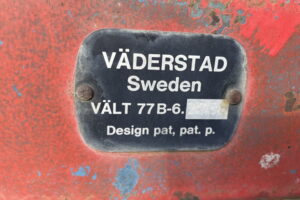 VÄDERSTAD
Sweden
VÄLT 77B-6.
Design pat, pat. p.